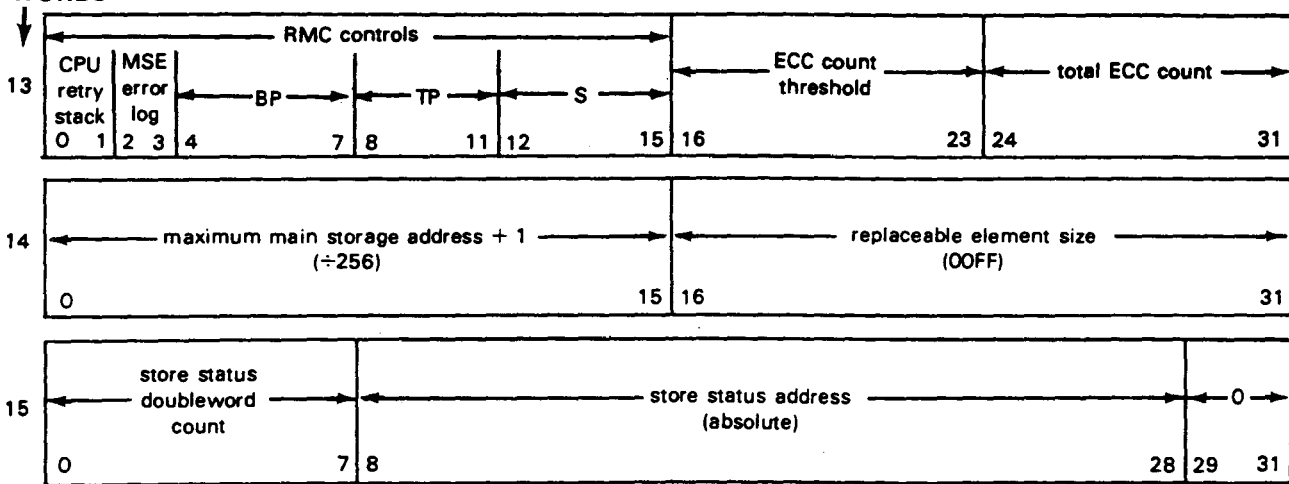 RMC controls
CPU retry stack
MSE error log
BP
TP
S
ECC count threshold
total ECC count
13
0 1 2 3 4 7 8 11 12 15 16 23 24 31
14
maximum main storage address + 1
(÷256)
replaceable element size
(00FF)
0 15 16 31
15
store status
doubleword
count
store status address
(absolute)
0
0 7 8 28 29 31